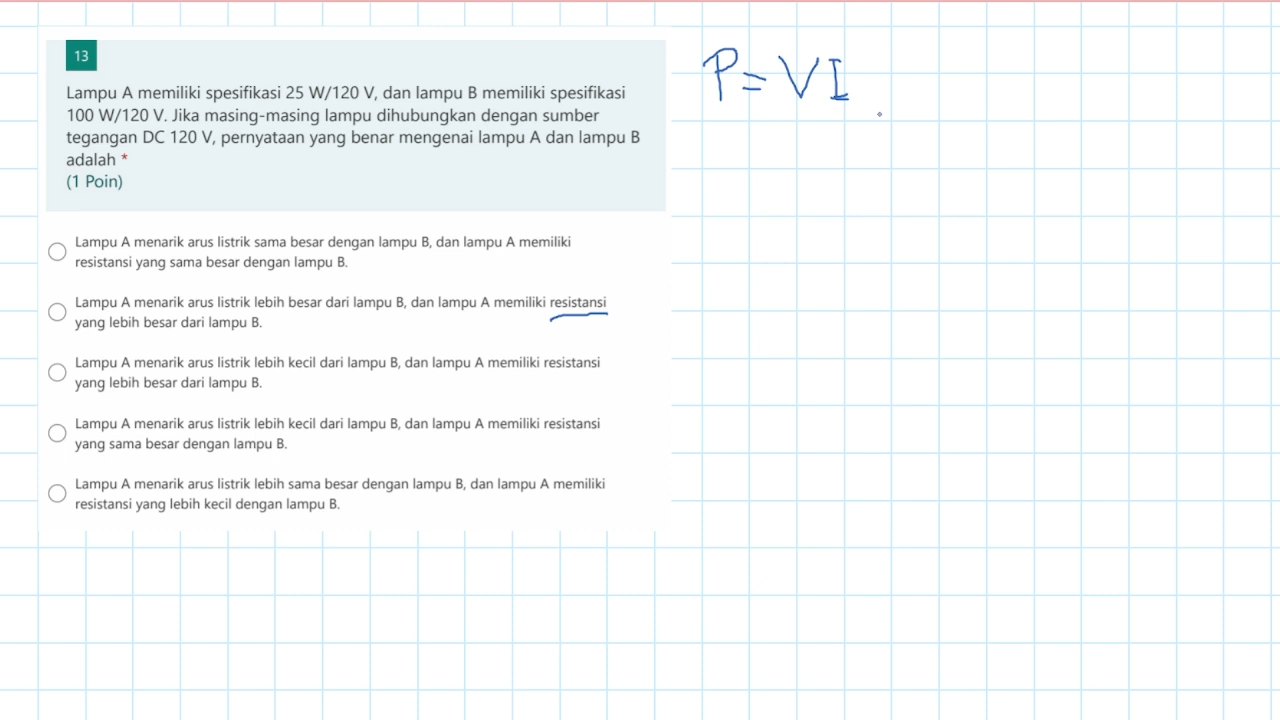 13
Lampu A memiliki spesifikasi 25 W/120 V, dan lampu B memiliki spesifikasi
100 W/120 V. Jika masing-masing lampu dihubungkan dengan sumber
tegangan DC 120 V, pernyataan yang benar mengenai lampu A dan lampu B
adalah *
(1 Poin)
P = VI
Lampu A menarik arus listrik sama besar dengan lampu B, dan lampu A memiliki
resistansi yang sama besar dengan lampu B.
Lampu A menarik arus listrik lebih besar dari lampu B, dan lampu A memiliki resistansi
yang lebih besar dari lampu B.
Lampu A menarik arus listrik lebih kecil dari lampu B, dan lampu A memiliki resistansi
yang lebih besar dari lampu B.
Lampu A menarik arus listrik lebih kecil dari lampu B, dan lampu A memiliki resistansi
yang sama besar dengan lampu B.
Lampu A menarik arus listrik lebih sama besar dengan lampu B, dan lampu A memiliki
resistansi yang lebih kecil dengan lampu B.